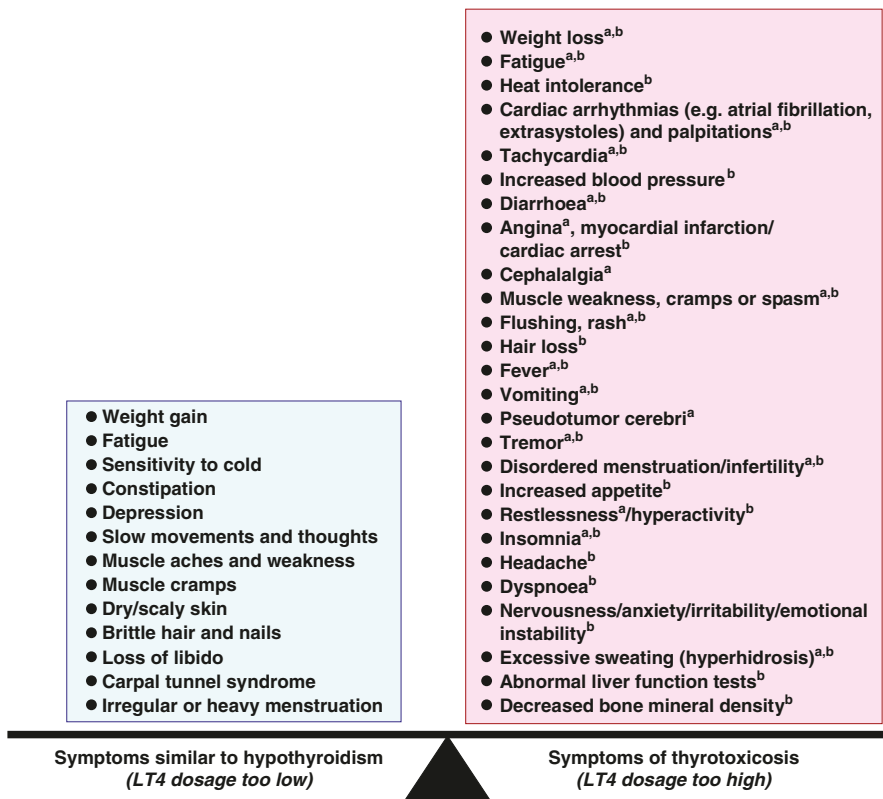 ● Weight gain
● Fatigue
● Sensitivity to cold
● Constipation
● Depression
● Slow movements and thoughts
● Muscle aches and weakness
● Muscle cramps
● Dry/scaly skin
● Brittle hair and nails
● Loss of libido
● Carpal tunnel syndrome
● Irregular or heavy menstruation
Symptoms similar to hypothyroidism
(LT4 dosage too low)
● Weight loss^a,b
● Fatigue^a,b
● Heat intolerance^b
● Cardiac arrhythmias (e.g. atrial fibrillation,
extrasystoles) and palpitations^a,b
● Tachycardia^a,b
● Increased blood pressure^b
● Diarrhoea^a,b
● Angina^a, myocardial infarction/
cardiac arrest^b
● Cephalalgia^a
● Muscle weakness, cramps or spasm^a,b
● Flushing, rash^a,b
● Hair loss^b
● Fever^a,b
● Vomiting^a,b
● Pseudotumor cerebri^a
● Tremor^a,b
● Disordered menstruation/infertility^a,b
● Increased appetite^b
● Restlessness^a/hyperactivity^b
● Insomnia^a,b
● Headache^b
● Dyspnoea^b
● Nervousness/anxiety/irritability/emotional
instability^b
● Excessive sweating (hyperhidrosis)^a,b
● Abnormal liver function tests^b
● Decreased bone mineral density^b
Symptoms of thyrotoxicosis
(LT4 dosage too high)